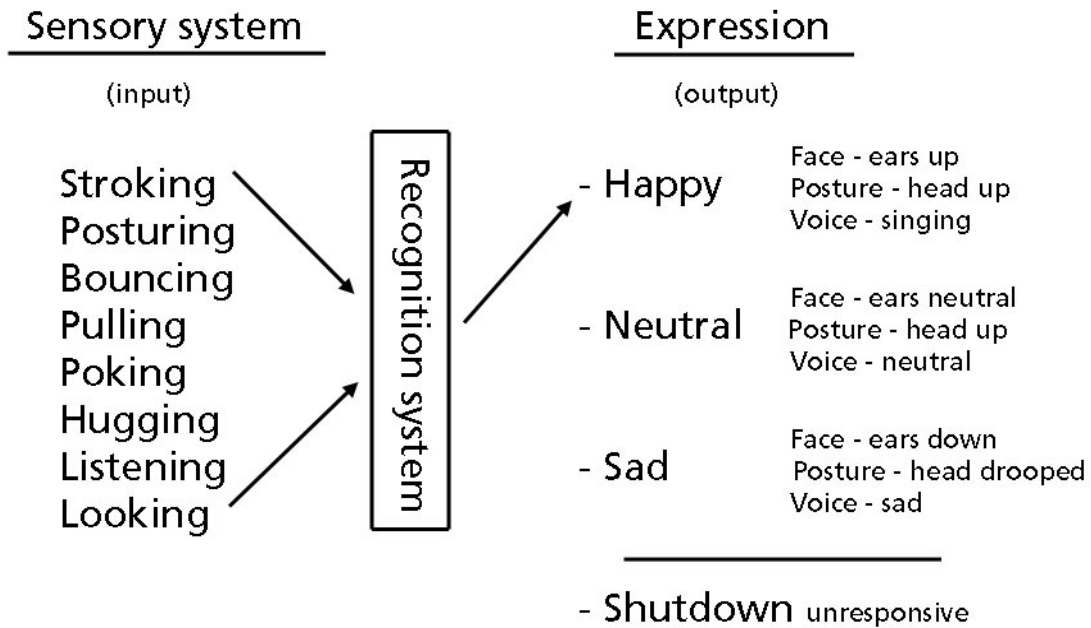 Sensory system
(input)
Stroking
Posturing
Bouncing
Pulling
Poking
Hugging
Listening
Looking
Recognition system
Expression
(output)
- Happy
Face - ears up
Posture - head up
Voice - singing
- Neutral
Face - ears neutral
Posture - head up
Voice - neutral
- Sad
Face - ears down
Posture - head drooped
Voice - sad
- Shutdown unresponsive